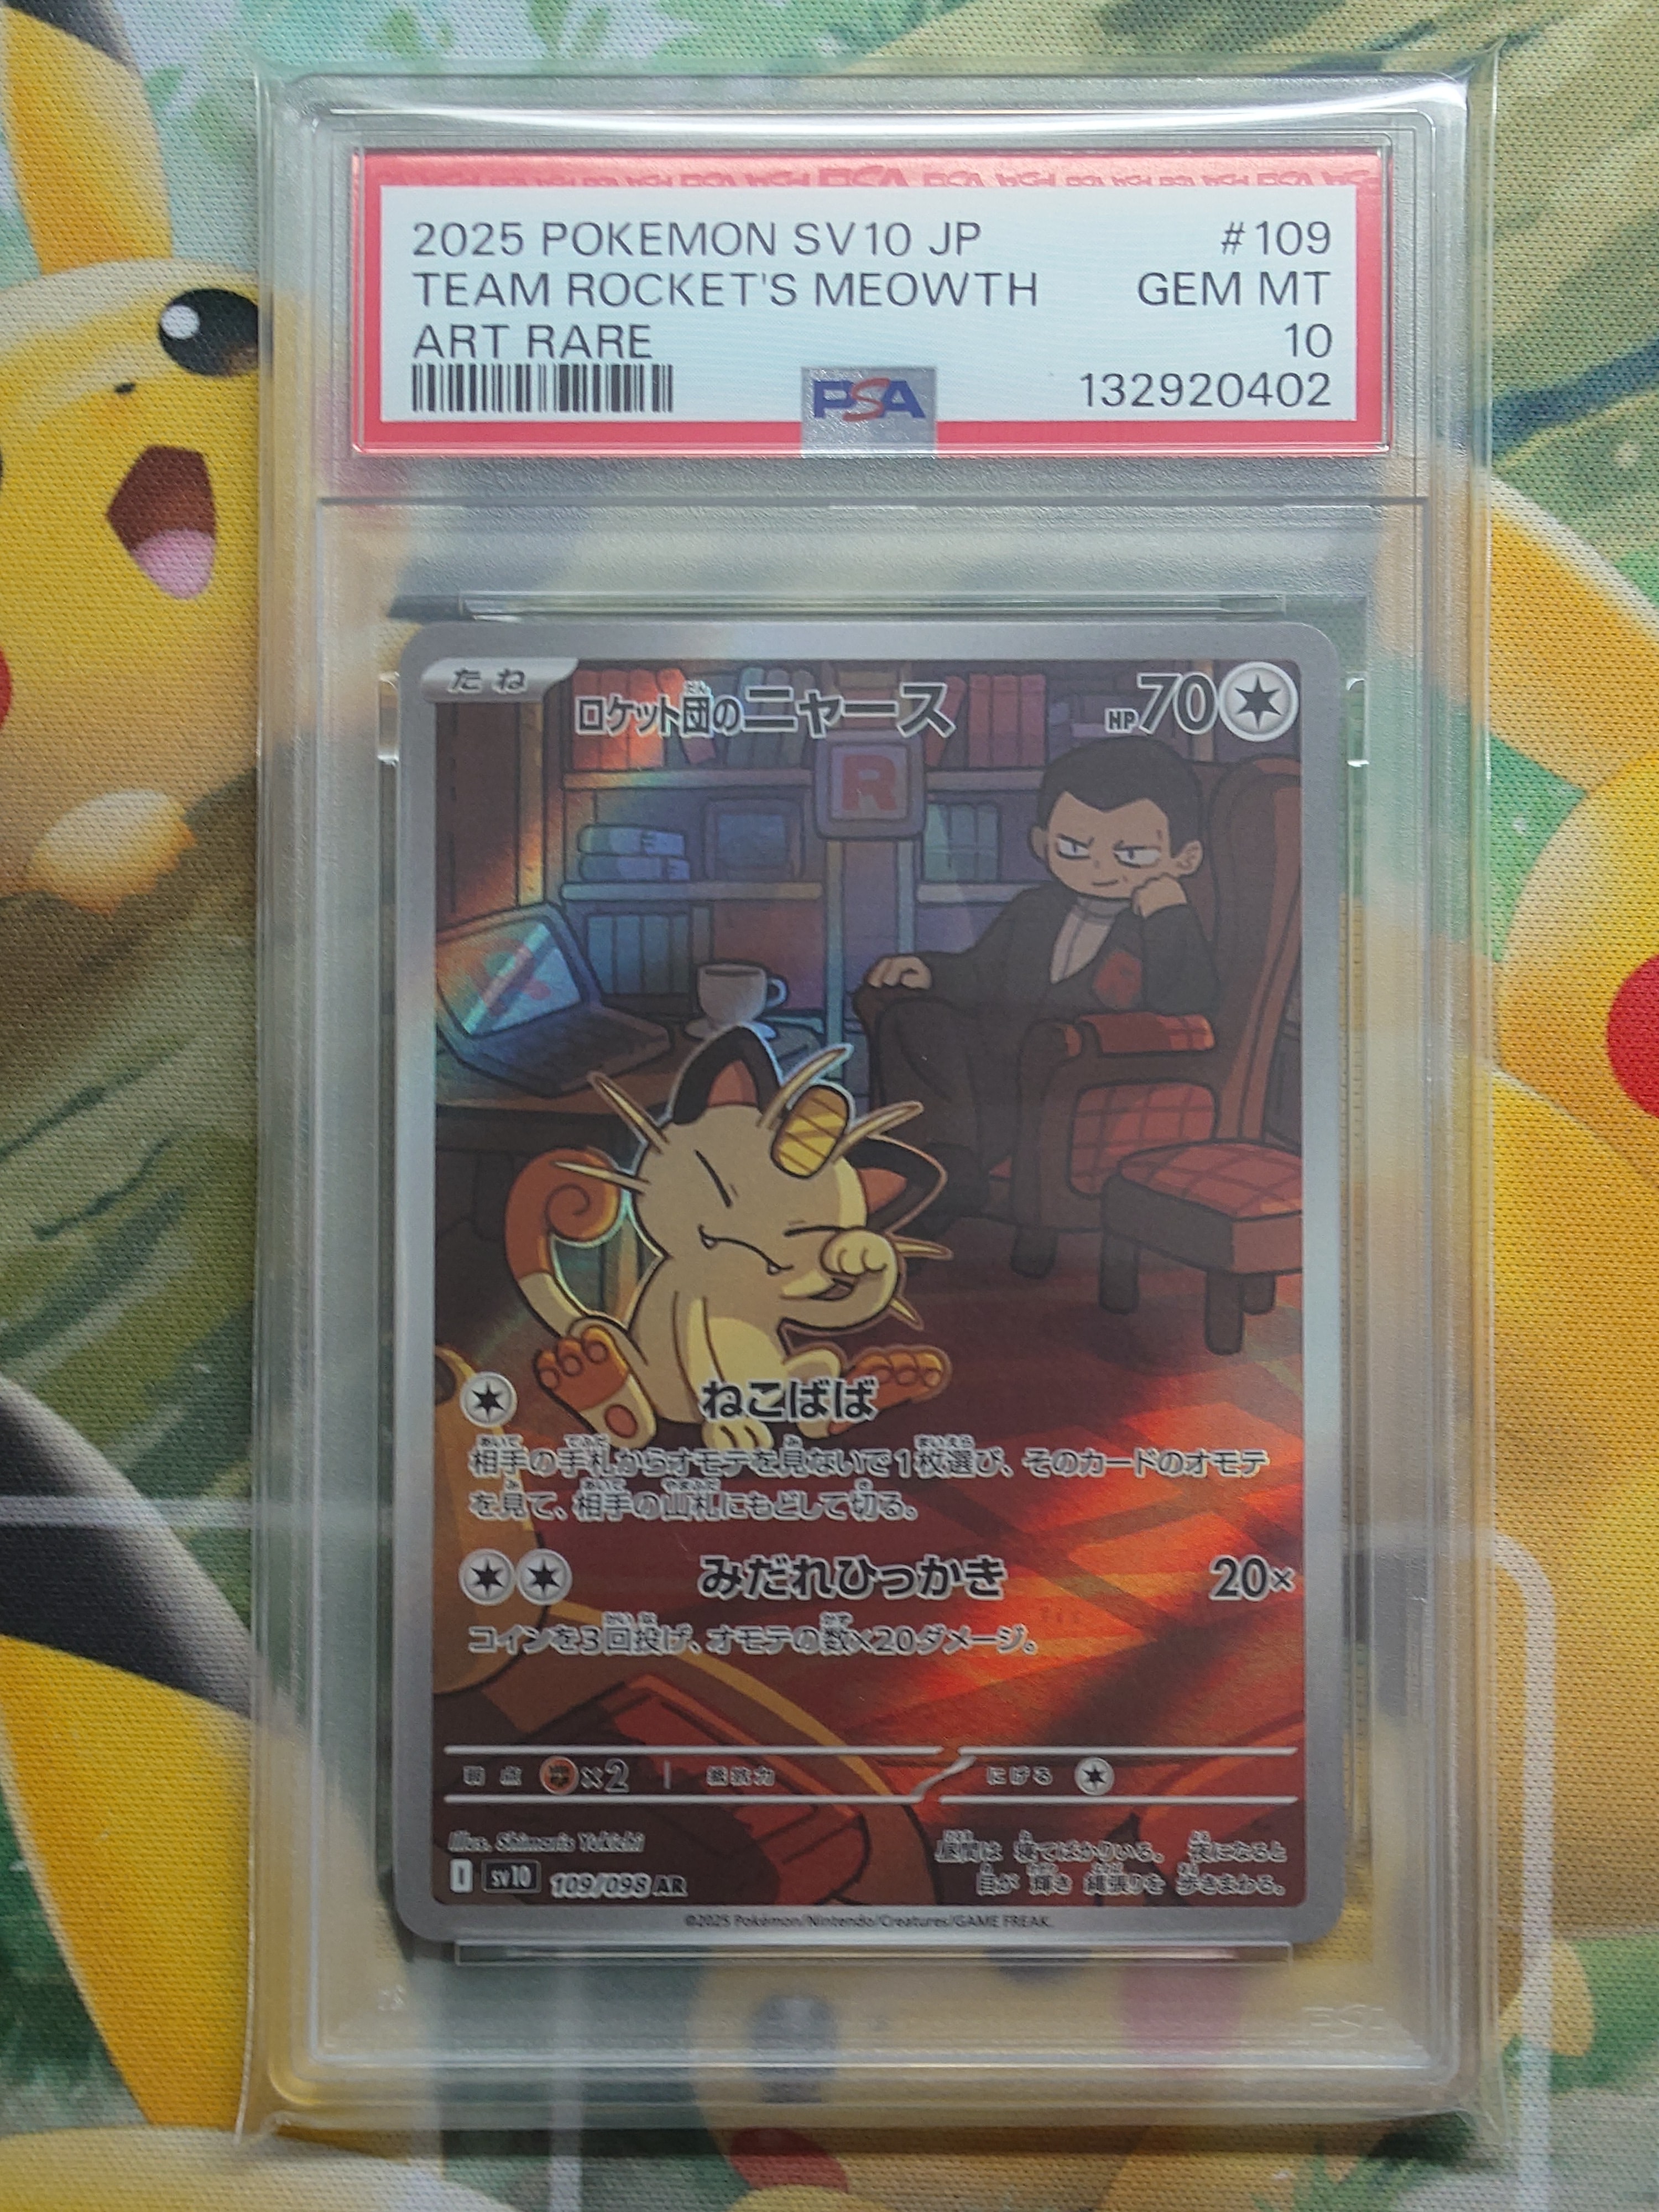 2025 POKEMON SV10 JP #109
TEAM ROCKET'S MEOWTH GEM MT
ART RARE 10
PSA 132920402
たね ロケット団のニャース HP70
だん
R
ねこばば
相手の手札からオモテを見ないで1枚選び、そのカードのオモテ
を見て、相手の山札にもどして切る。
みだれひっかき 20×
コインを3回投げ、オモテの数×20ダメージ。
弱点 ×2 抵抗力 にげる
Illus. Shimaris Yukichi
昼間は 寝てばかりいる。 夜になると
目が 輝き 縄張りを 歩きまわる。
I SV10 109/098 AR
©2025 Pokémon/Nintendo/Creatures/GAME FREAK.